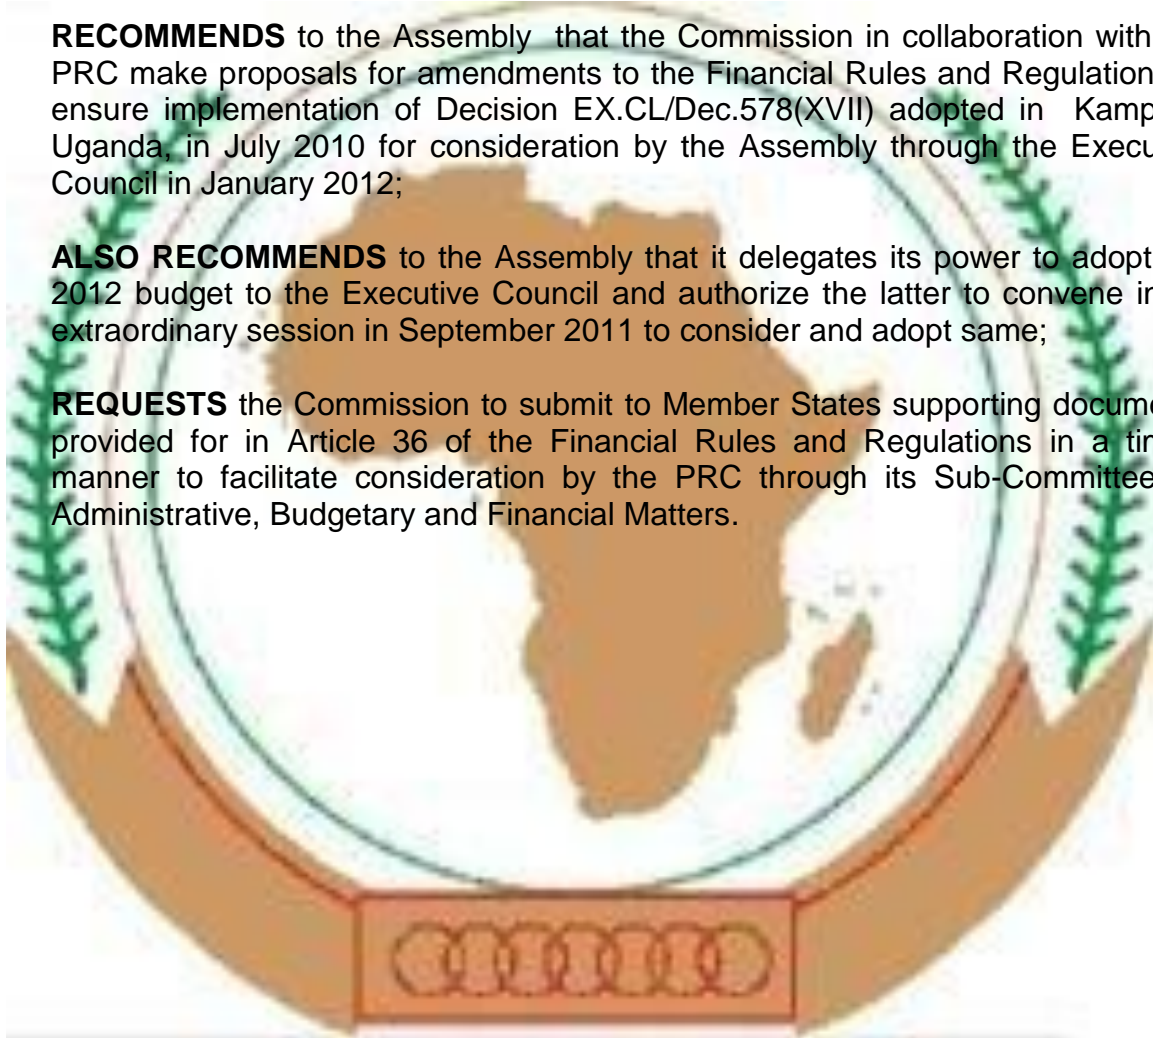 RECOMMENDS to the Assembly that the Commission in collaboration with
PRC make proposals for amendments to the Financial Rules and Regulation
ensure implementation of Decision EX.CL/Dec.578(XVII) adopted in Kamp
Uganda, in July 2010 for consideration by the Assembly through the Execu
Council in January 2012;
ALSO RECOMMENDS to the Assembly that it delegates its power to adopt
2012 budget to the Executive Council and authorize the latter to convene in
extraordinary session in September 2011 to consider and adopt same;
REQUESTS the Commission to submit to Member States supporting docume
provided for in Article 36 of the Financial Rules and Regulations in a tim
manner to facilitate consideration by the PRC through its Sub-Committee
Administrative, Budgetary and Financial Matters.